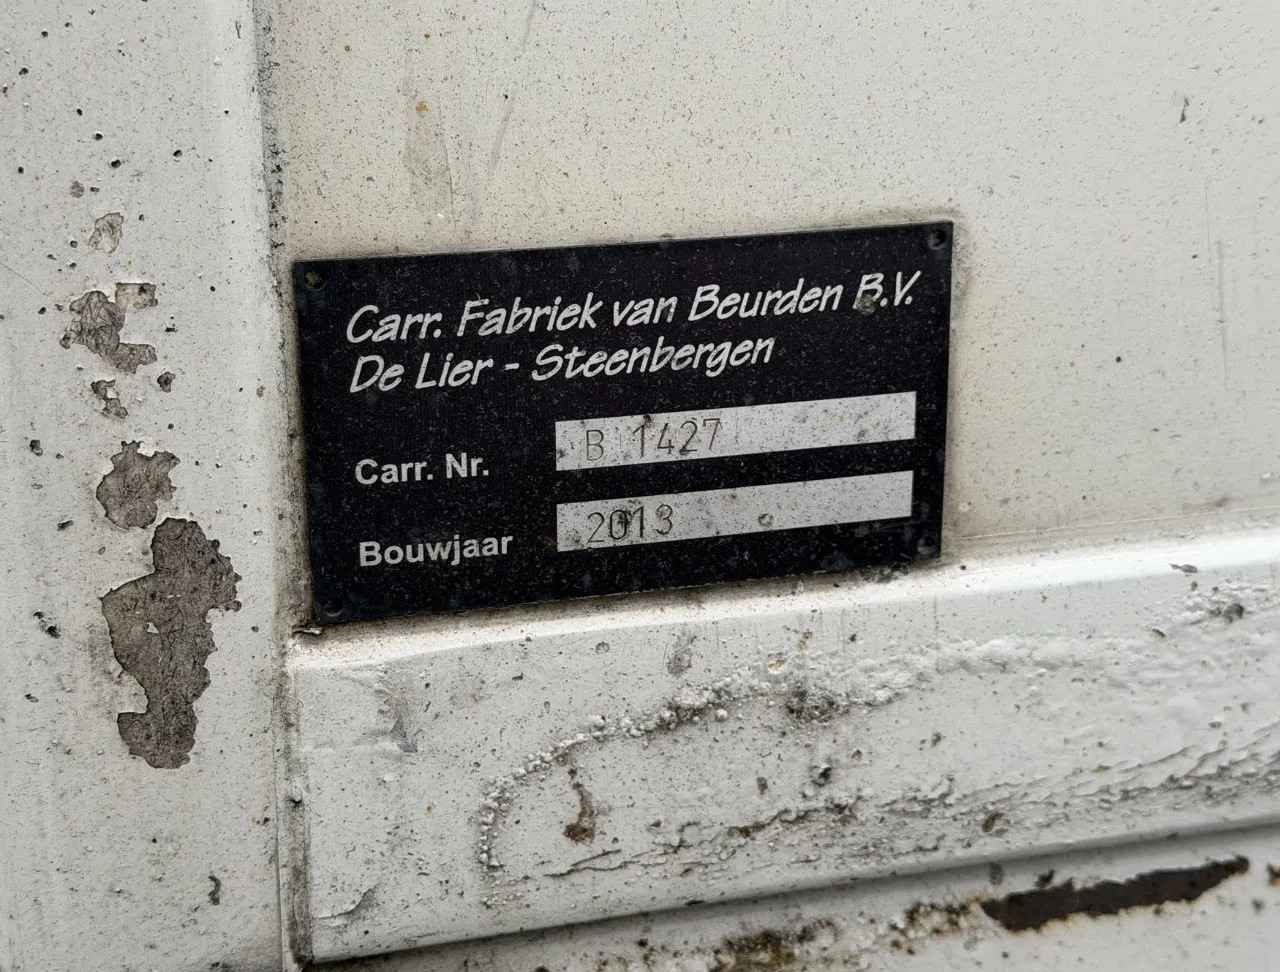 Carr. Fabriek van Beurden B.V.
De Lier - Steenbergen
Carr. Nr. B 1427
Bouwjaar 2013